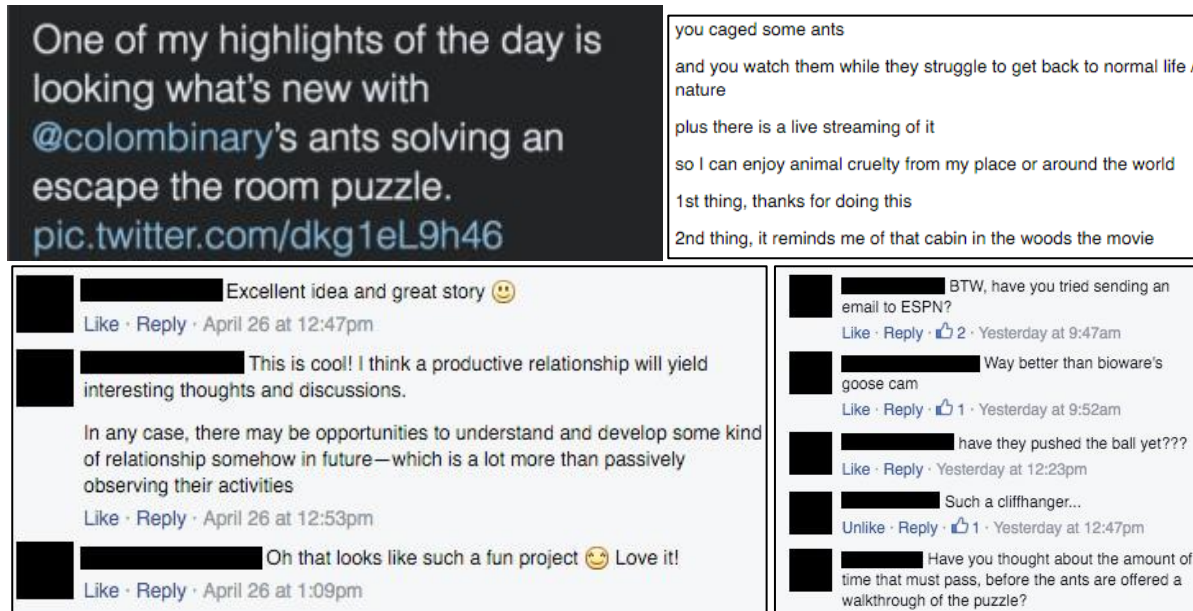 One of my highlights of the day is
looking what's new with
@colombinary's ants solving an
escape the room puzzle.
pic.twitter.com/dkg1eL9h46
you caged some ants
and you watch them while they struggle to get back to normal life /
nature
plus there is a live streaming of it
so I can enjoy animal cruelty from my place or around the world
1st thing, thanks for doing this
2nd thing, it reminds me of that cabin in the woods the movie
Excellent idea and great story
Like · Reply · April 26 at 12:47pm
This is cool! I think a productive relationship will yield
interesting thoughts and discussions.
In any case, there may be opportunities to understand and develop some kind
of relationship somehow in future—which is a lot more than passively
observing their activities
Like · Reply · April 26 at 12:53pm
Oh that looks like such a fun project 😊 Love it!
Like · Reply · April 26 at 1:09pm
BTW, have you tried sending an
email to ESPN?
Like · Reply · 2 · Yesterday at 9:47am
Way better than bioware's
goose cam
Like · Reply · 1 · Yesterday at 9:52am
have they pushed the ball yet???
Like · Reply · Yesterday at 12:23pm
Such a cliffhanger...
Unlike · Reply · 1 · Yesterday at 12:47pm
Have you thought about the amount of
time that must pass, before the ants are offered a
walkthrough of the puzzle?